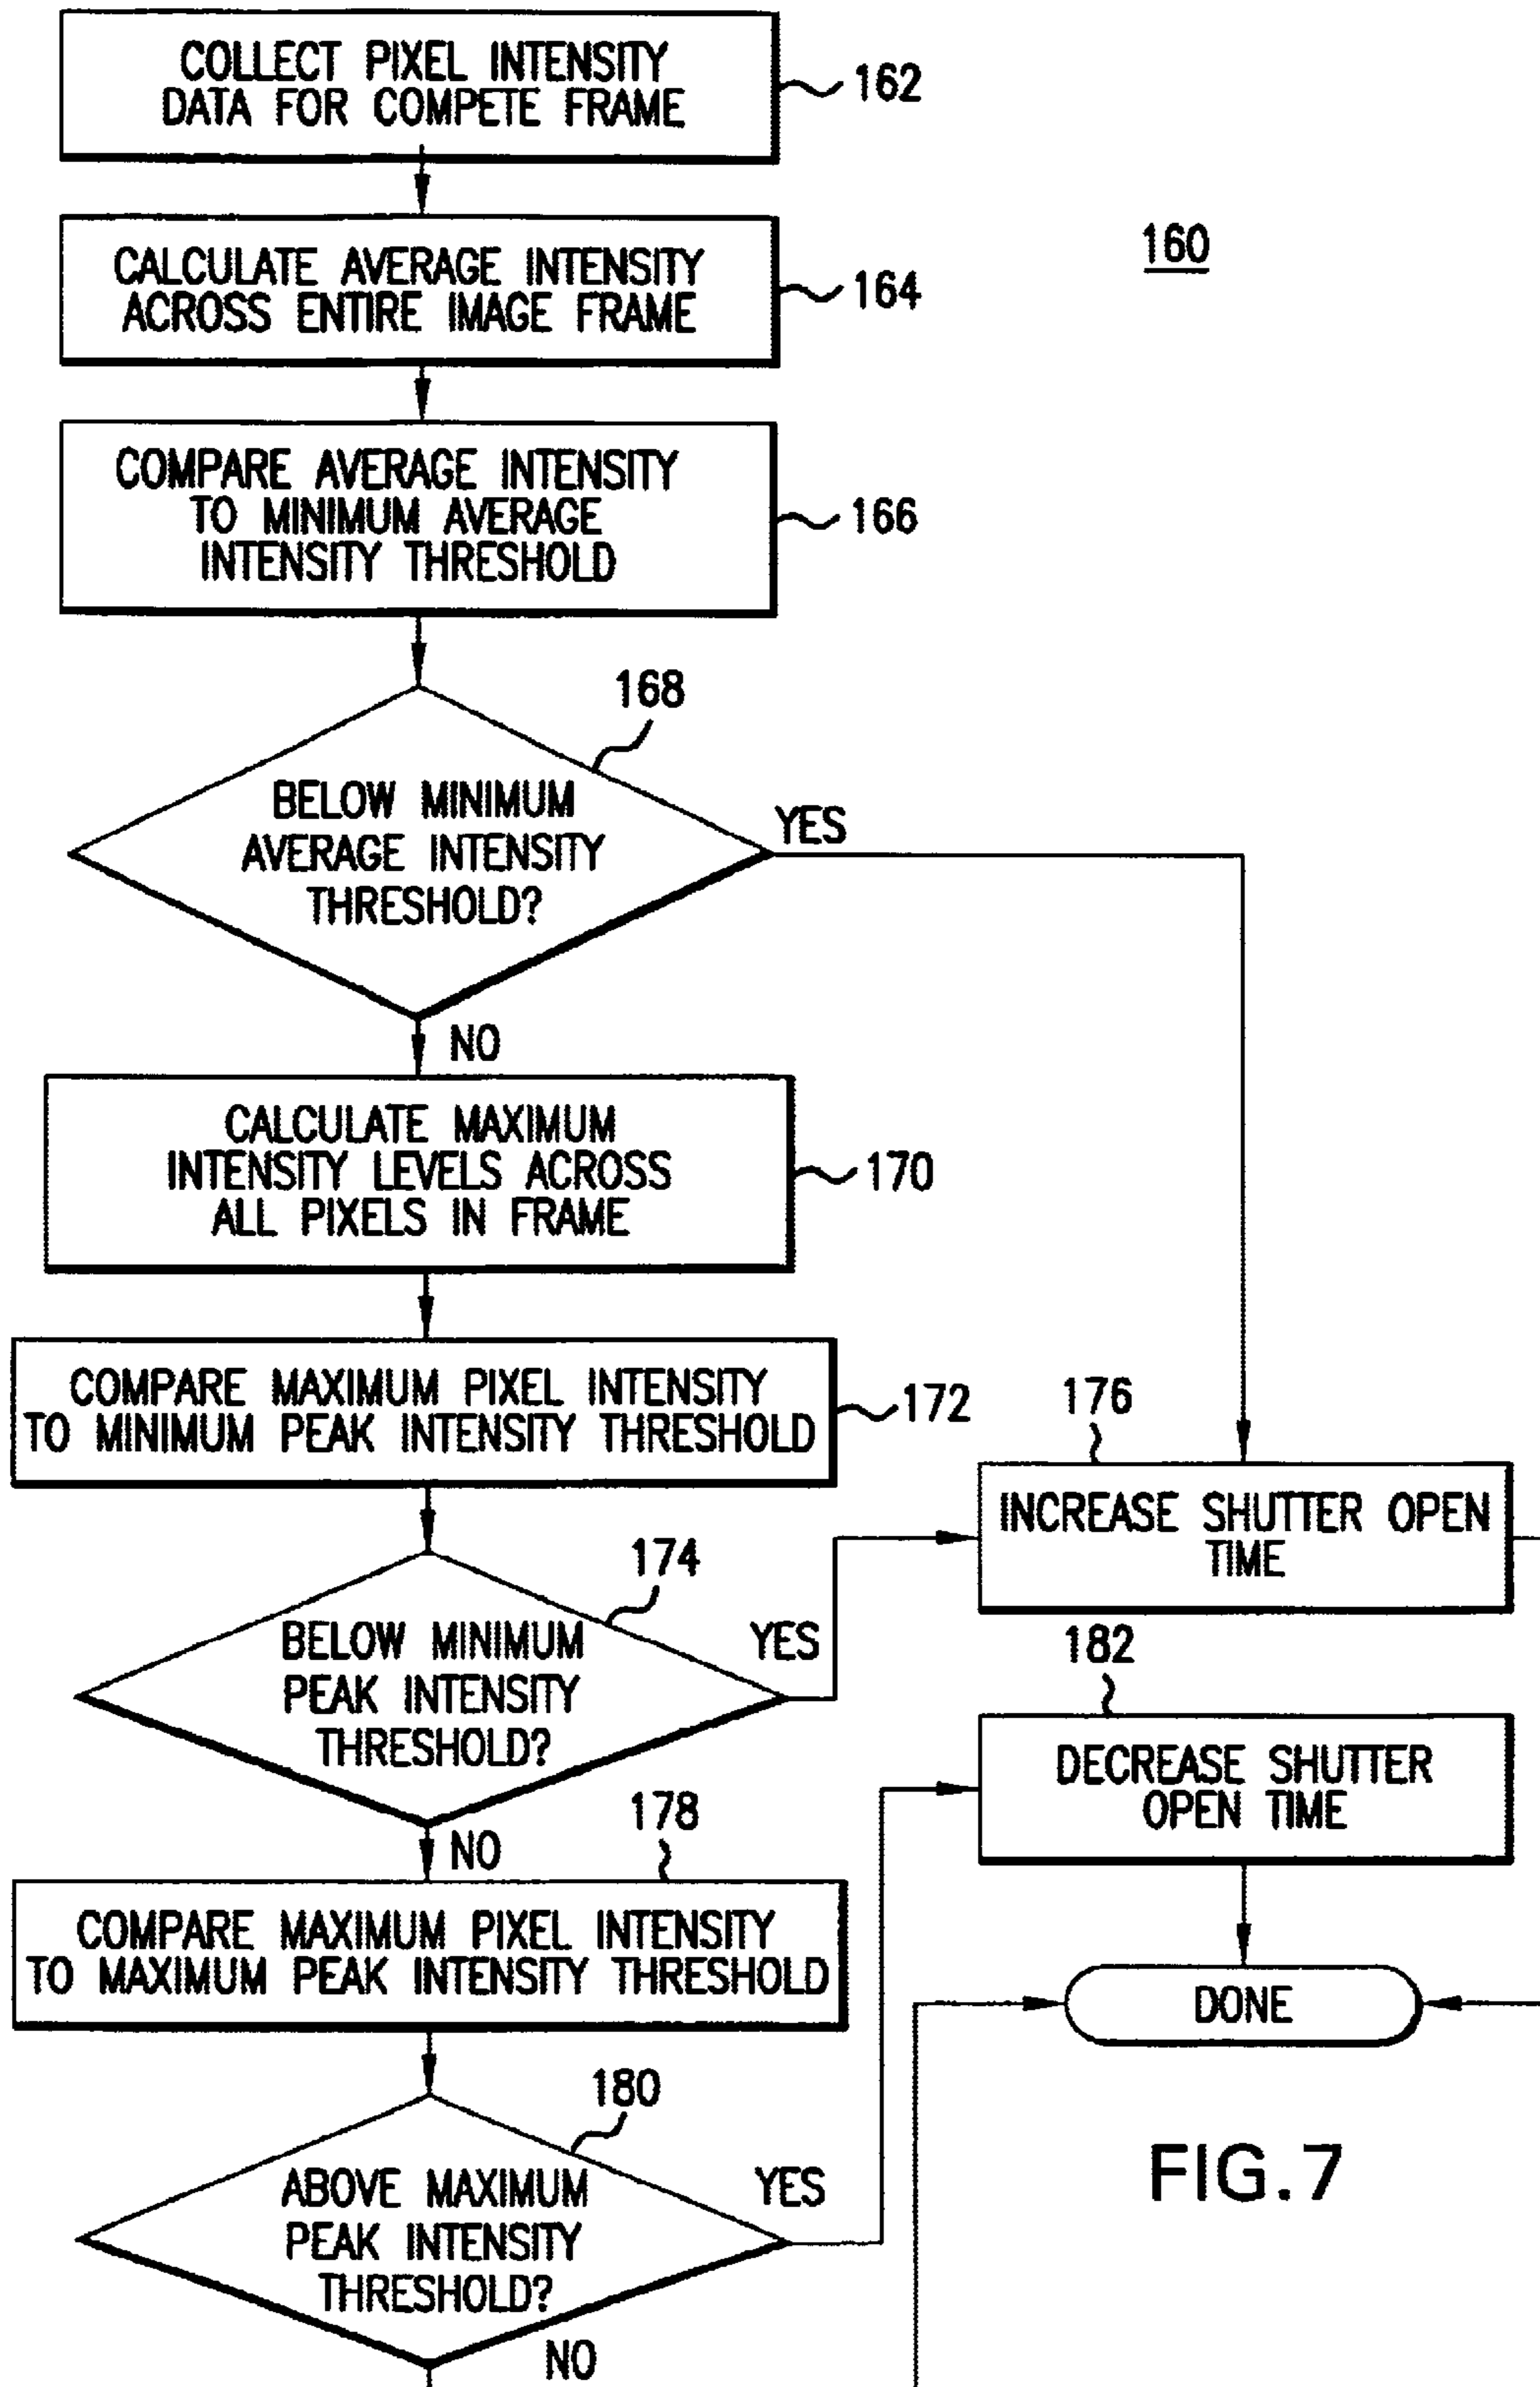 COLLECT PIXEL INTENSITY
DATA FOR COMPETE FRAME
162
CALCULATE AVERAGE INTENSITY
ACROSS ENTIRE IMAGE FRAME
164
160
COMPARE AVERAGE INTENSITY
TO MINIMUM AVERAGE
INTENSITY THRESHOLD
166
168
BELOW MINIMUM
AVERAGE INTENSITY
THRESHOLD?
YES
NO
CALCULATE MAXIMUM
INTENSITY LEVELS ACROSS
ALL PIXELS IN FRAME
170
COMPARE MAXIMUM PIXEL INTENSITY
TO MINIMUM PEAK INTENSITY THRESHOLD
172
176
INCREASE SHUTTER OPEN
TIME
174
BELOW MINIMUM
PEAK INTENSITY
THRESHOLD?
YES
182
DECREASE SHUTTER
OPEN TIME
NO
178
COMPARE MAXIMUM PIXEL INTENSITY
TO MAXIMUM PEAK INTENSITY THRESHOLD
DONE
180
ABOVE MAXIMUM
PEAK INTENSITY
THRESHOLD?
YES
NO
FIG.7